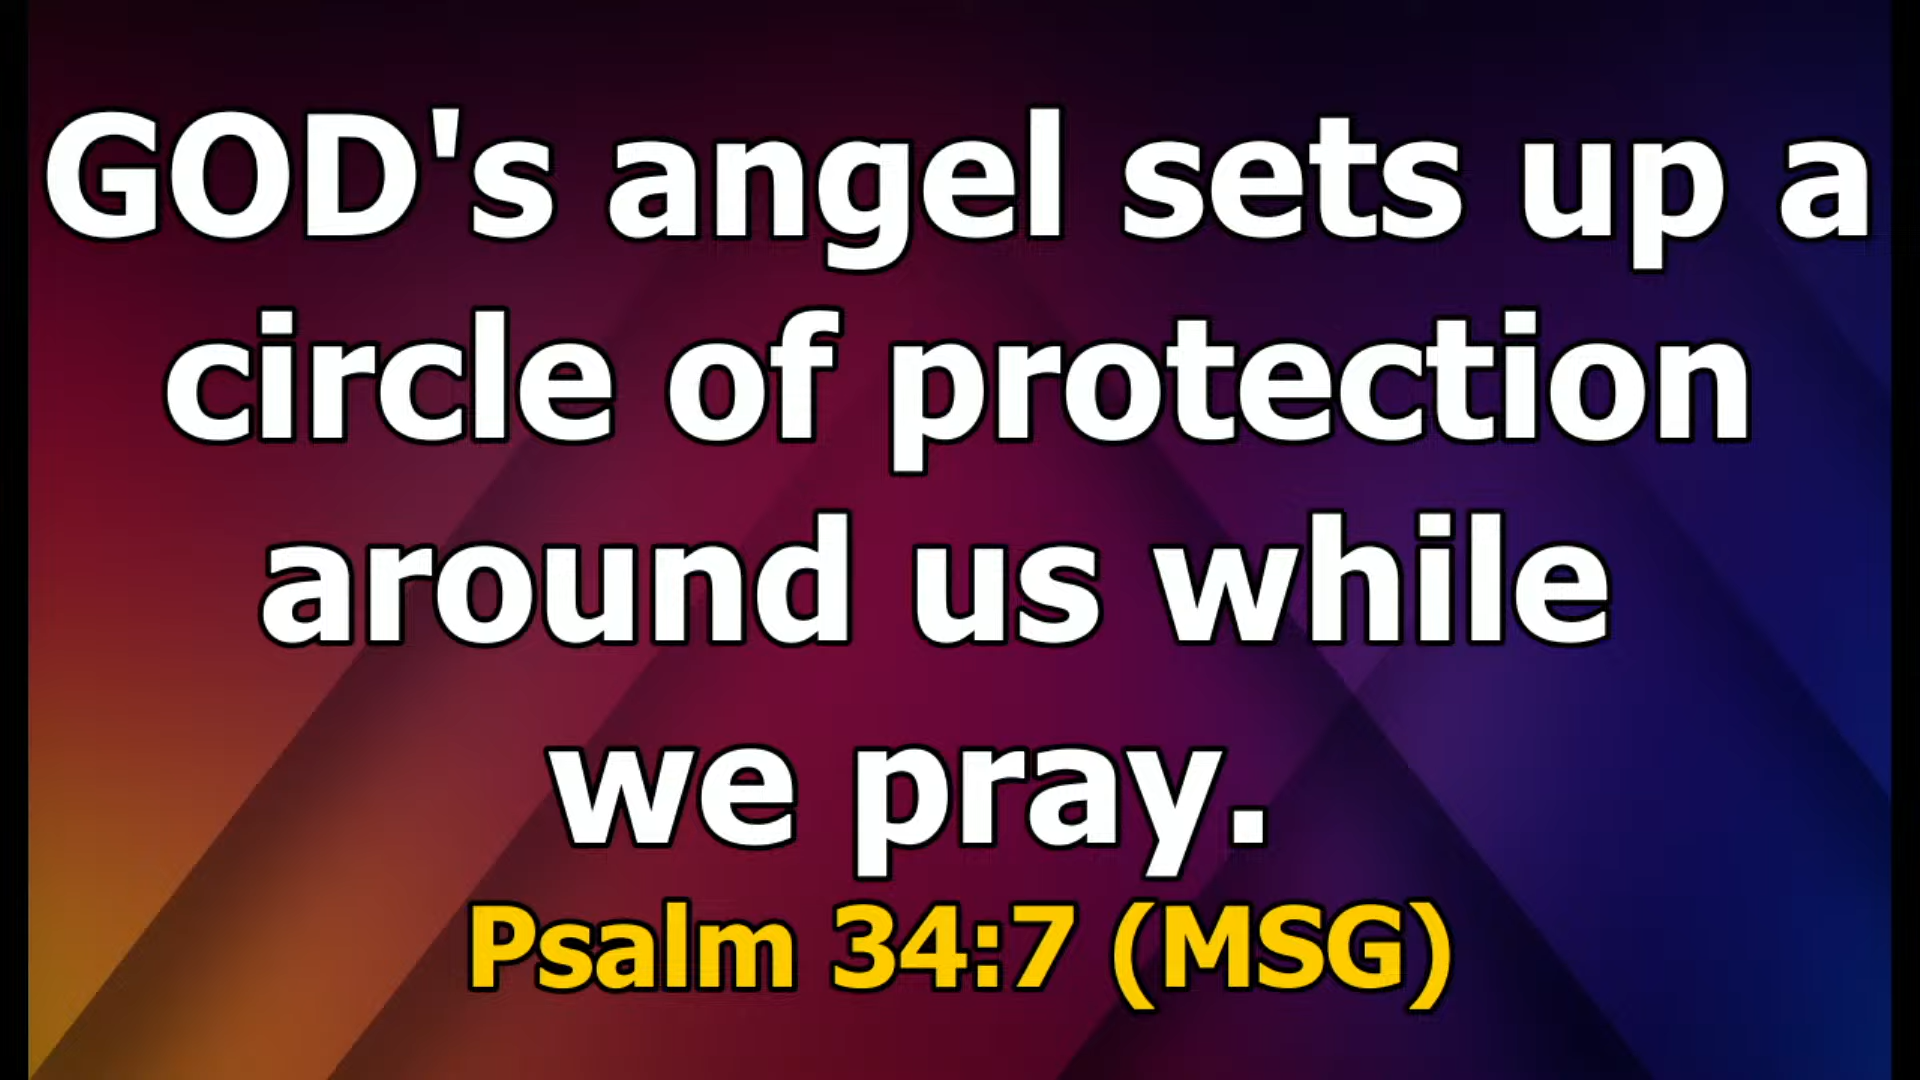 GOD's angel sets up a
circle of protection
around us while
we pray.
Psalm 34:7 (MSG)